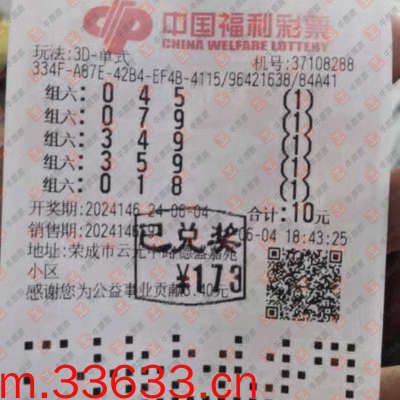 中国福利彩票
CHINA WELFARE LOTTERY
玩法:3D-单式
机号:37108288
334F-A87E-42B4-EF4B-4115/96421638/84A41
组六: 0 4 5 (1)
组六: 0 7 9 (1)
组六: 3 4 9 (1)
组六: 3 5 9 (1)
组六: 0 1 8 (1)
开奖期:2024146 24-06-04 合计:10元
销售期:2024146 06-04 18:43:25
已兑奖
¥173
地址:荣成市
小区
感谢您为公益事业贡献3.40元
m.33633.cn